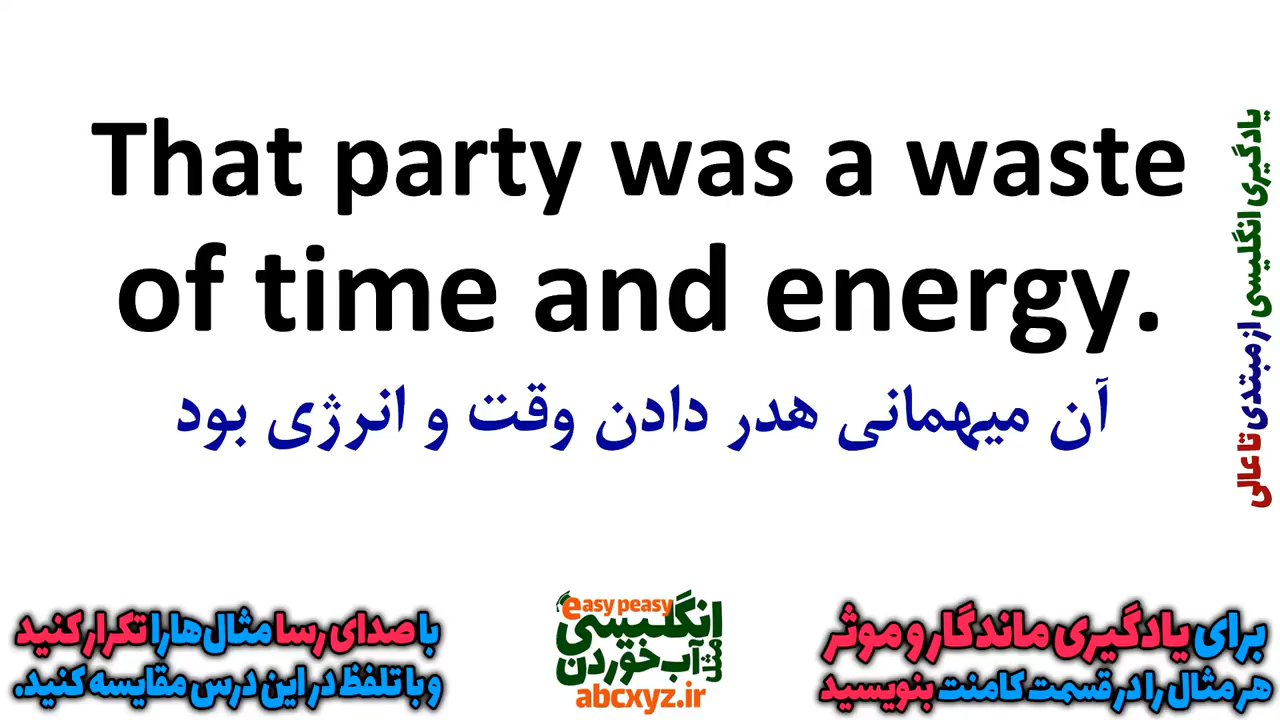 That party was a waste
of time and energy.
آن میهمانی هدر دادن وقت و انرژی بود
یادگیری انگلیسی از مبتدی تا عالی
برای یادگیری ماندگار و موثر
هر مثال را در قسمت کامنت بنویسید
easy peasy
انگلیسی
مثل آب خوردن
abcxyz.ir
با صدای رسا مثال‌ها را تکرار کنید
و با تلفظ در این درس مقایسه کنید.